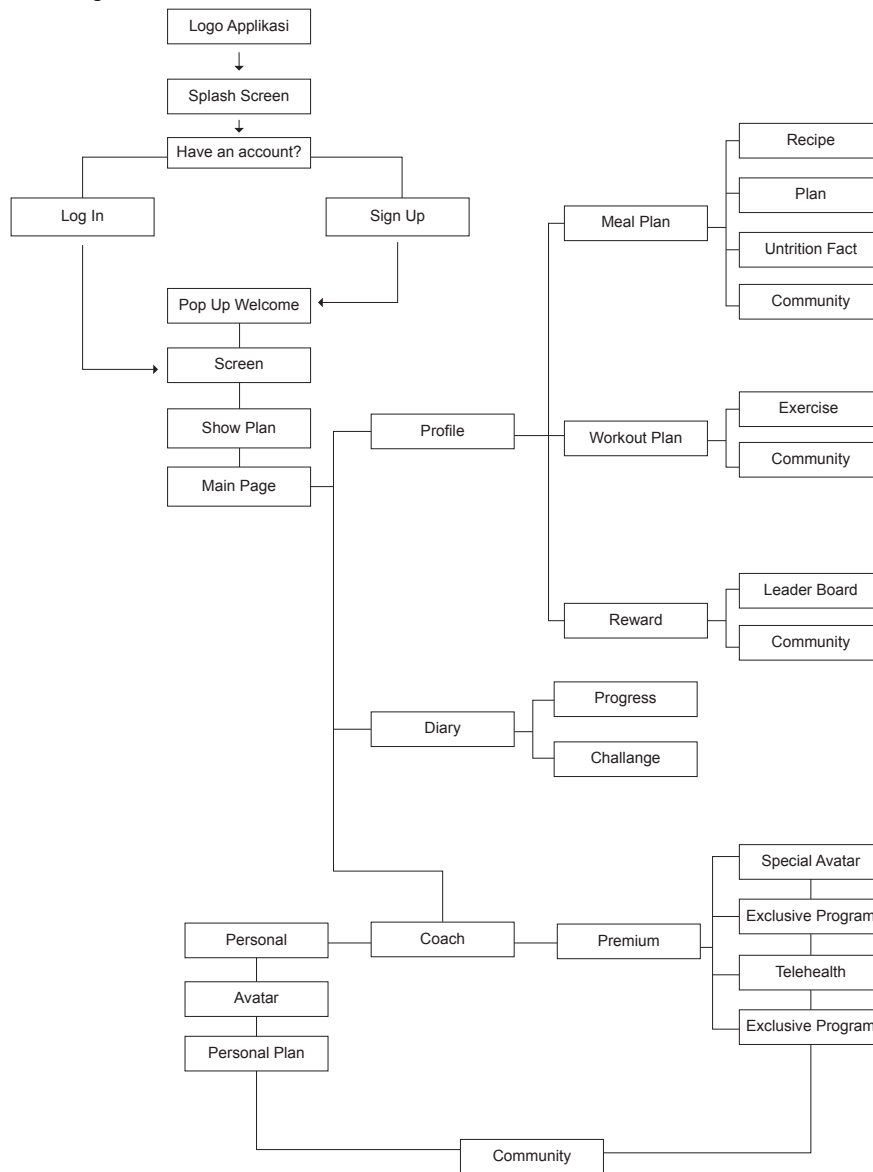 Logo Applikasi
Splash Screen
Have an account?
Log In
Sign Up
Pop Up Welcome
Screen
Show Plan
Main Page
Profile
Meal Plan
Recipe
Plan
Untrition Fact
Community
Workout Plan
Exercise
Community
Reward
Leader Board
Community
Diary
Progress
Challange
Coach
Personal
Avatar
Personal Plan
Premium
Special Avatar
Exclusive Program
Telehealth
Exclusive Program
Community